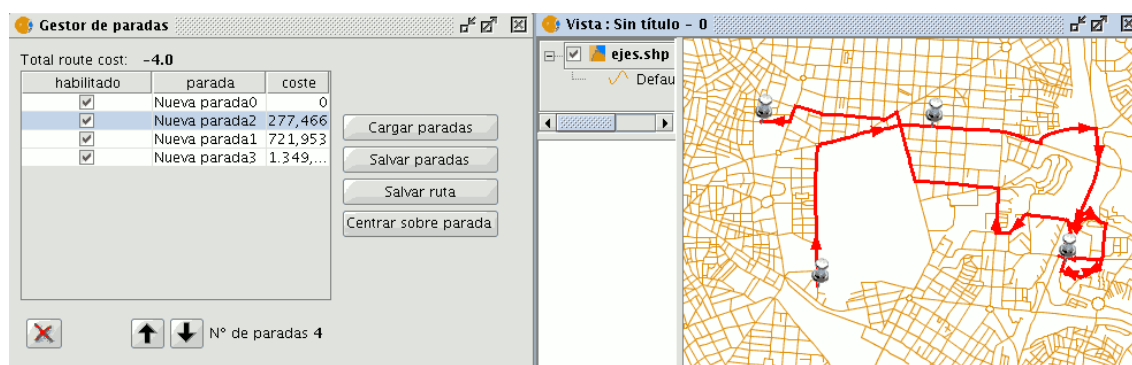 Gestor de paradas
Total route cost: -4.0
habilitado parada coste
Nueva parada0 0
Nueva parada2 277,466
Nueva parada1 721,953
Nueva parada3 1.349,...
Cargar paradas
Salvar paradas
Salvar ruta
Centrar sobre parada
N° de paradas 4
Vista : Sin título - 0
ejes.shp
Defau